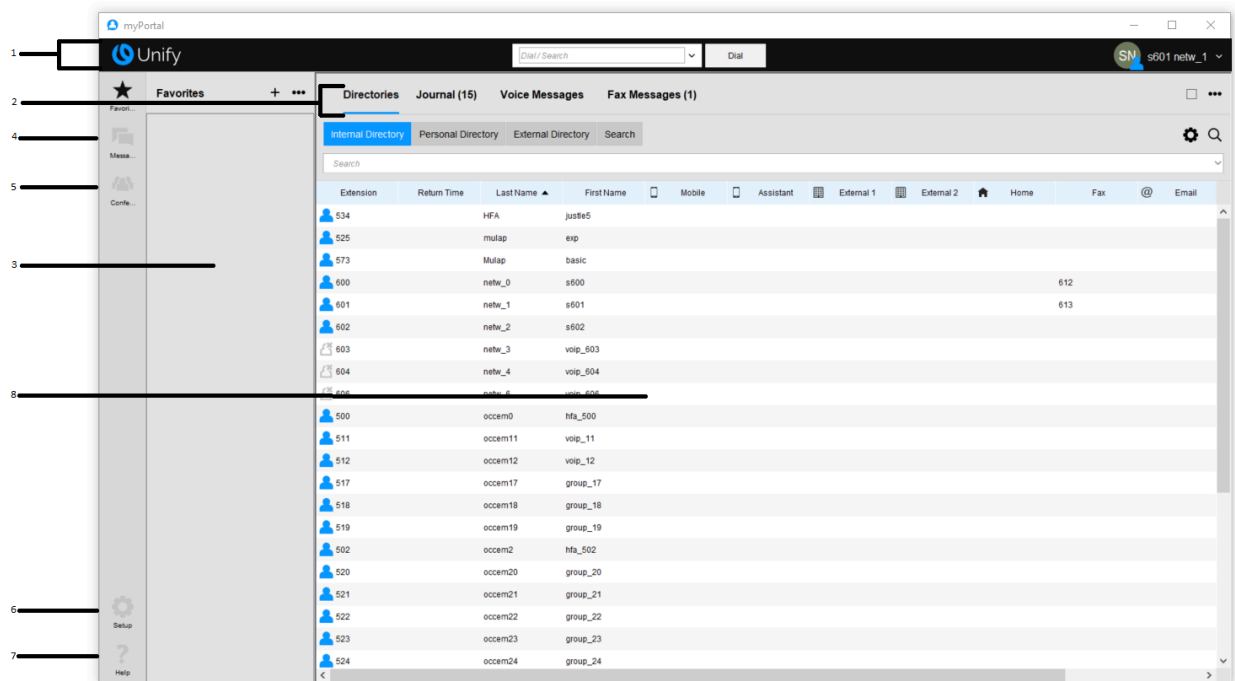 myPortal
1
Unify
Dial / Search
Dial
SN
s601 netw_1
2
Favori...
Favorites + •••
Directories Journal (15) Voice Messages Fax Messages (1) •••
4
Messa...
Internal Directory Personal Directory External Directory Search
Search
5
Confe...
Extension Return Time Last Name ▲ First Name Mobile Assistant External 1 External 2 Home Fax @ Email
534 HFA justle5
525 mulap exp
3
573 Mulap basic
600 netw_0 s600 612
601 netw_1 s601 613
602 netw_2 s602
603 netw_3 voip_603
604 netw_4 voip_604
8
606 netw_6 voip_606
500 occem0 hfa_500
511 occem11 voip_11
512 occem12 voip_12
517 occem17 group_17
518 occem18 group_18
519 occem19 group_19
502 occem2 hfa_502
520 occem20 group_20
521 occem21 group_21
6
Setup
522 occem22 group_22
523 occem23 group_23
7
?
Help
524 occem24 group_24